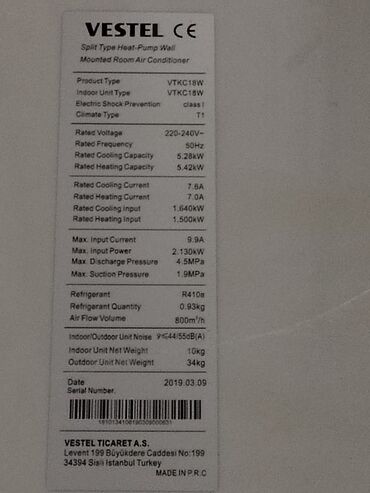 VESTEL CE
Split Type Heat-Pump Wall
Mounted Room Air Conditioner
Product Type VTKC18W
Indoor Unit Type VTKC18W
Electric Shock Prevention class I
Climate Type T1
Rated Voltage 220-240V~
Rated Frequency 50Hz
Rated Cooling Capacity 5.28kW
Rated Heating Capacity 5.42kW
Rated Cooling Current 7.6A
Rated Heating Current 7.0A
Rated Cooling Input 1.640kW
Rated Heating Input 1.500kW
Max. Input Current 9.9A
Max. Input Power 2.130kW
Max. Discharge Pressure 4.5MPa
Max. Suction Pressure 1.9MPa
Refrigerant R410a
Refrigerant Quantity 0.93kg
Air Flow Volume 800m³/h
Indoor/Outdoor Unit Noise ≤44/55dB(A)
Indoor Unit Net Weight 10kg
Outdoor Unit Net Weight 34kg
Date 2019.03.09
Serial Number.
VESTEL TICARET A.S.
Levent 199 Büyükdere Caddesi No:199
34394 Sisli Istanbul Turkey
MADE IN P.R.C